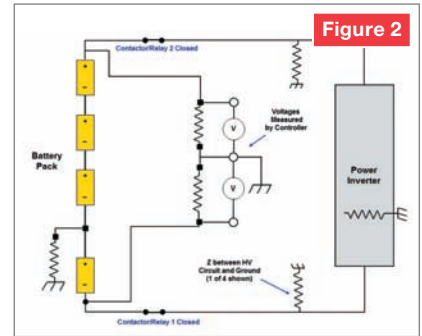 Figure 2
Contactor/Relay 2 Closed
Voltages
Measured
by Controller
V
V
Battery
Pack
Power
Inverter
Z between HV
Circuit and Ground
(1 of 4 shown)
Contactor/Relay 1 Closed